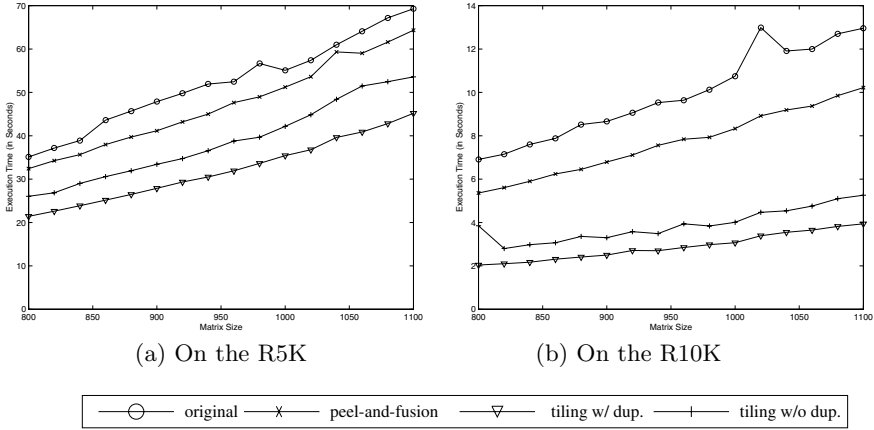 70
60
50
40
30
20
10
0
Execution Time (in Seconds)
800 850 900 950 1000 1050 1100
Matrix Size
(a) On the R5K
14
12
10
8
6
4
2
0
Execution Time (in Seconds)
800 850 900 950 1000 1050 1100
Matrix Size
(b) On the R10K
original peel-and-fusion tiling w/ dup. tiling w/o dup.